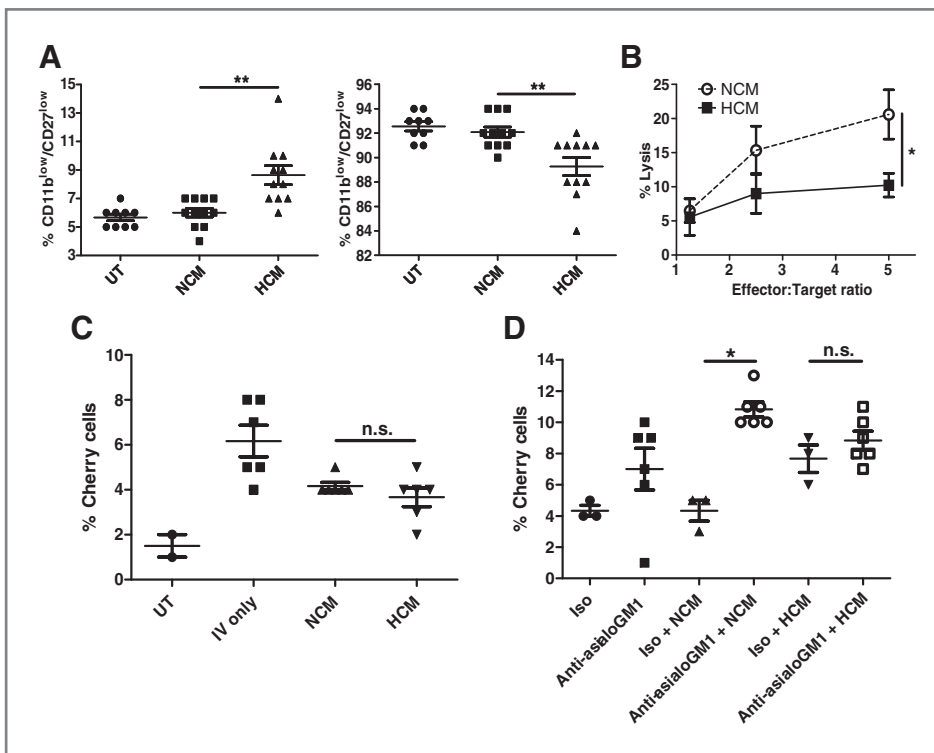 A
% CD11b^low/CD27^low
15
13
11
9
7
5
3
**
UT
NCM
HCM
% CD11b^low/CD27^low
96
94
92
90
88
86
84
82
**
UT
NCM
HCM
B
% Lysis
25
20
15
10
5
0
NCM
HCM
*
1
2
3
4
5
Effector:Target ratio
C
% Cherry cells
10
8
6
4
2
0
n.s.
UT
IV only
NCM
HCM
D
% Cherry cells
14
12
10
8
6
4
2
0
*
n.s.
Iso
Anti-asialoGM1
Iso + NCM
Anti-asialoGM1 + NCM
Iso + HCM
Anti-asialoGM1 + HCM